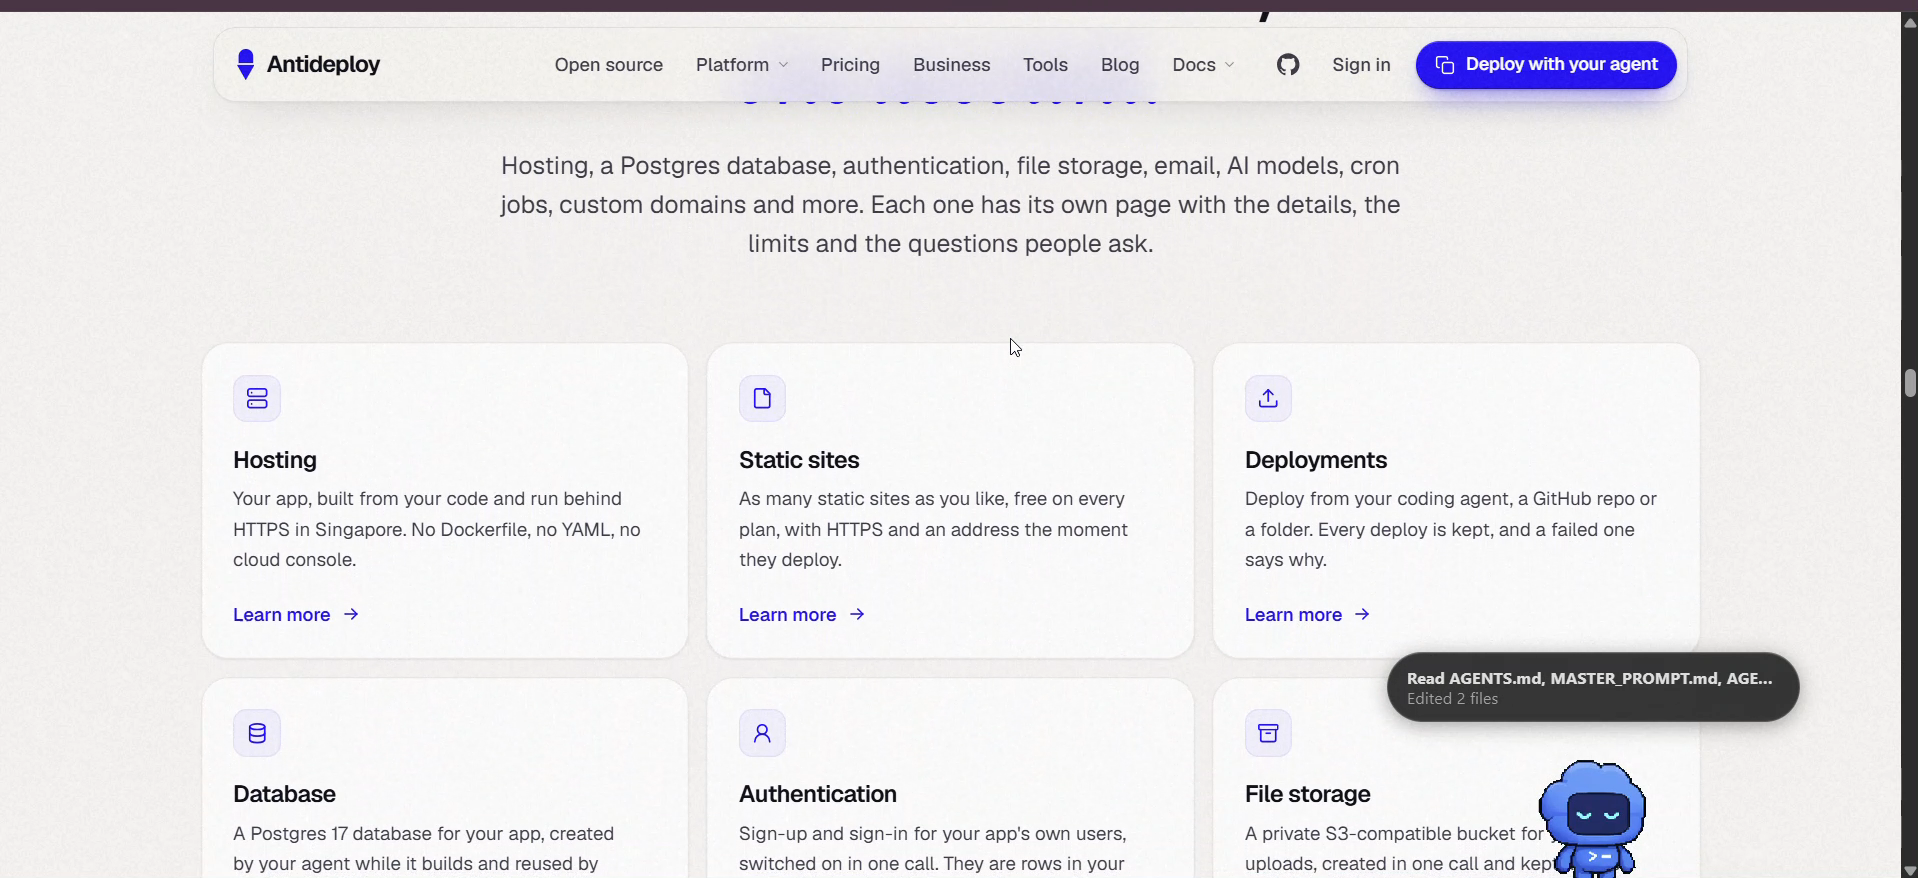 Antideploy
Open source
Platform
Pricing
Business
Tools
Blog
Docs
Sign in
Deploy with your agent
Hosting, a Postgres database, authentication, file storage, email, AI models, cron
jobs, custom domains and more. Each one has its own page with the details, the
limits and the questions people ask.
Hosting
Your app, built from your code and run behind
HTTPS in Singapore. No Dockerfile, no YAML, no
cloud console.
Learn more
Static sites
As many static sites as you like, free on every
plan, with HTTPS and an address the moment
they deploy.
Learn more
Deployments
Deploy from your coding agent, a GitHub repo or
a folder. Every deploy is kept, and a failed one
says why.
Learn more
Read AGENTS.md, MASTER_PROMPT.md, AGE...
Edited 2 files
Database
A Postgres 17 database for your app, created
by your agent while it builds and reused by
Authentication
Sign-up and sign-in for your app's own users,
switched on in one call. They are rows in your
File storage
A private S3-compatible bucket for
uploads, created in one call and kept